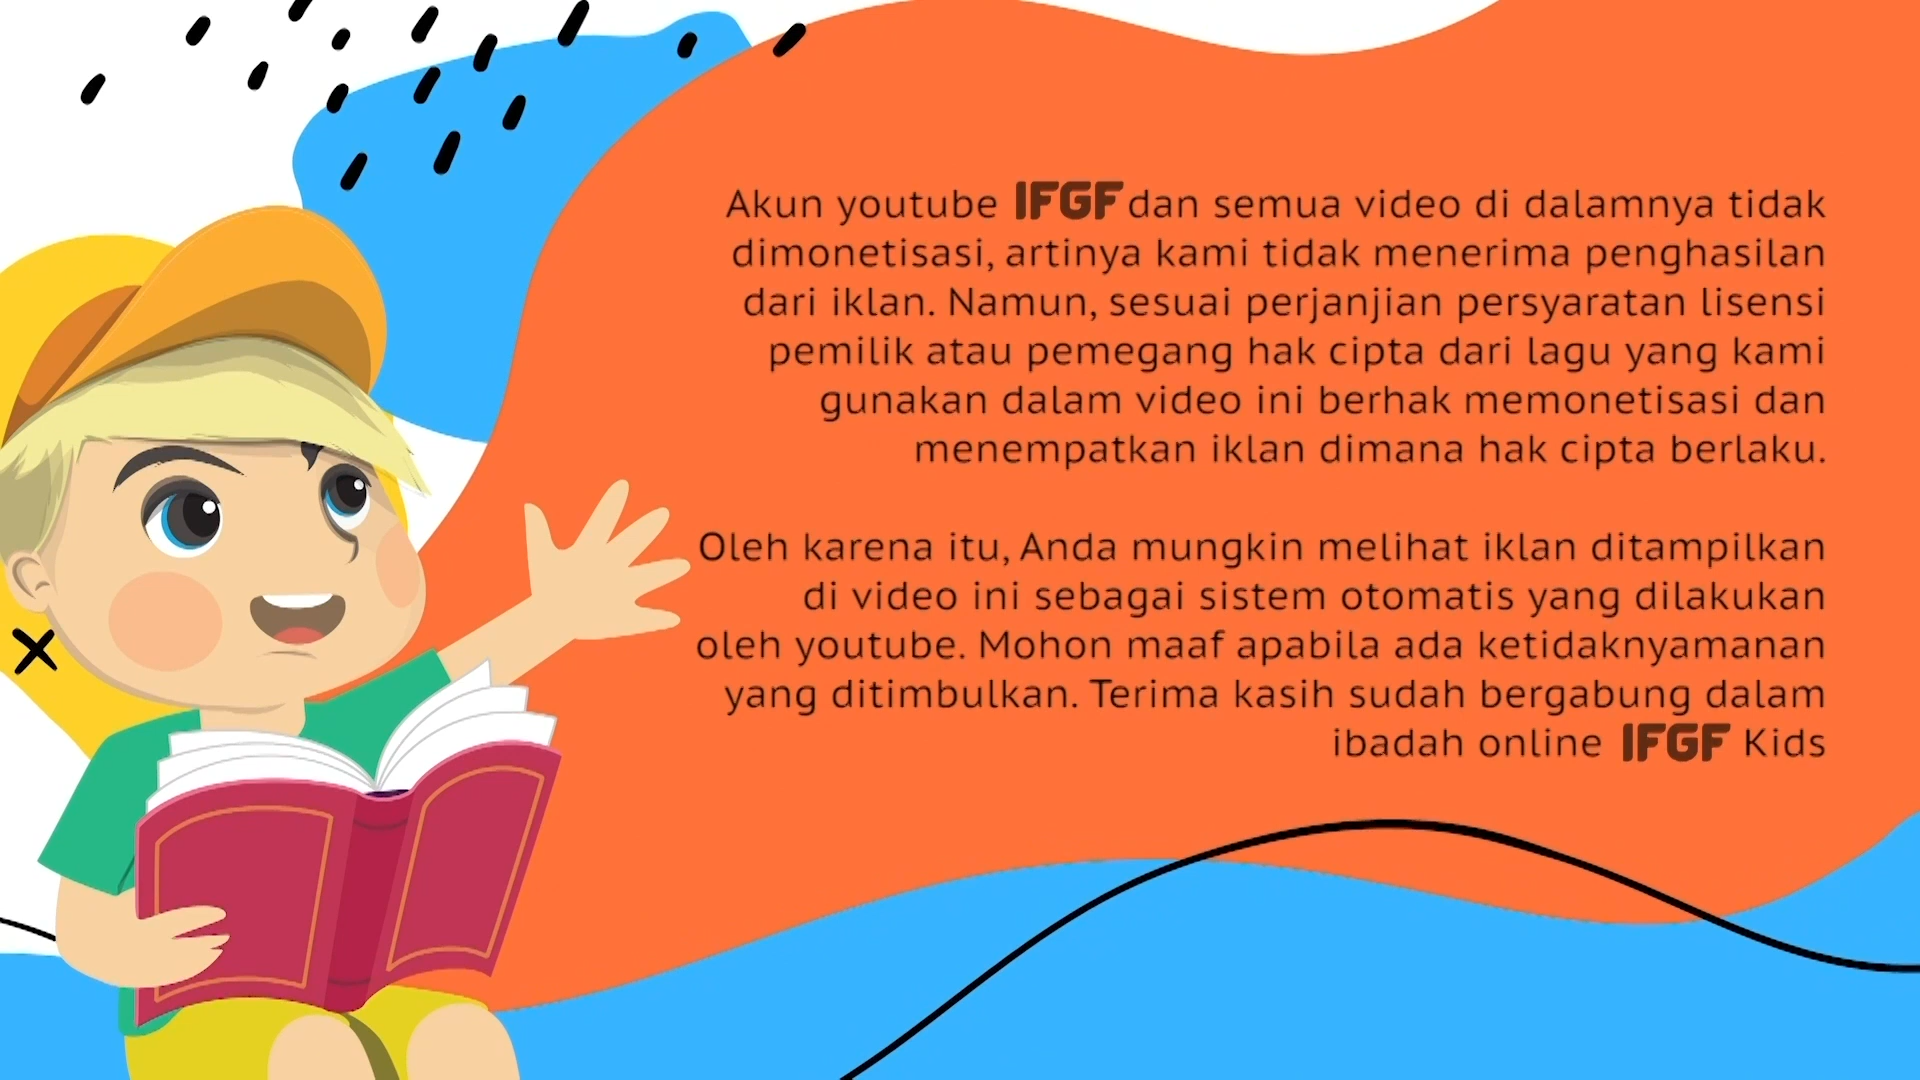 Akun youtube IFGF dan semua video di dalamnya tidak
dimonetisasi, artinya kami tidak menerima penghasilan
dari iklan. Namun, sesuai perjanjian persyaratan lisensi
pemilik atau pemegang hak cipta dari lagu yang kami
gunakan dalam video ini berhak memonetisasi dan
menempatkan iklan dimana hak cipta berlaku.
Oleh karena itu, Anda mungkin melihat iklan ditampilkan
di video ini sebagai sistem otomatis yang dilakukan
oleh youtube. Mohon maaf apabila ada ketidaknyamanan
yang ditimbulkan. Terima kasih sudah bergabung dalam
ibadah online IFGF Kids